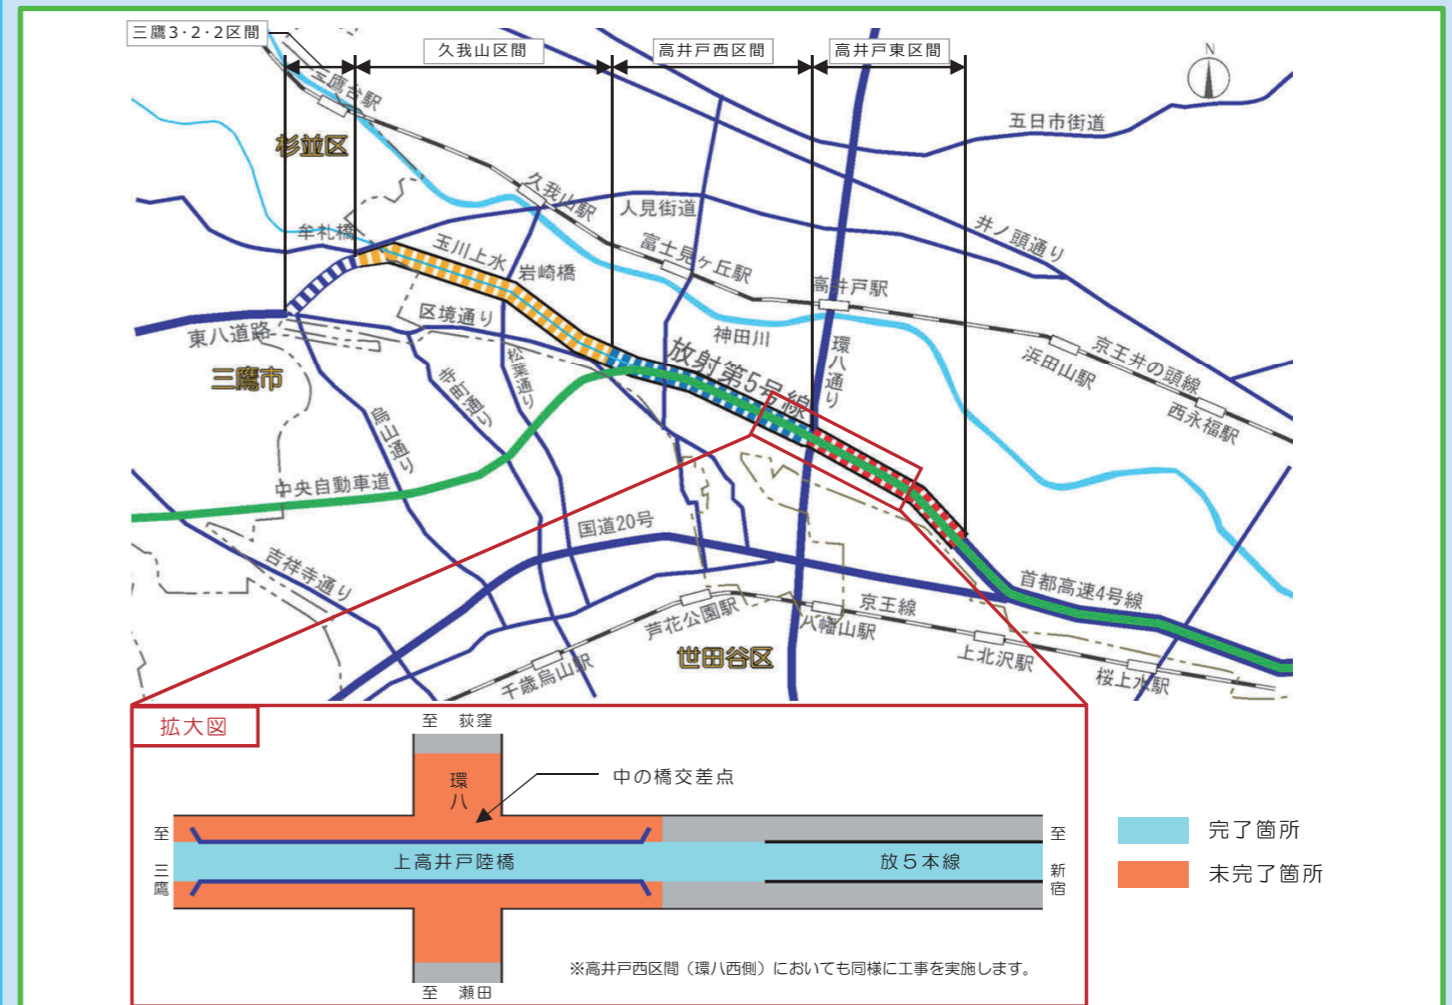 三鷹3・2・2区間
久我山区間
高井戸西区間
高井戸東区間
N
三鷹台駅
五日市街道
杉並区
久我山駅
人見街道
井ノ頭通り
牟礼橋
玉川上水
岩崎橋
富士見ヶ丘駅
高井戸駅
東八道路
区境通り
神田川
環八通り
浜田山駅
京王井の頭線
西永福駅
放射第5号線
三鷹市
松葉通り
寺町通り
烏山通り
中央自動車道
国道20号
吉祥寺通り
首都高速4号線
芦花公園駅
京王線
八幡山駅
世田谷区
上北沢駅
千歳烏山駅
桜上水駅
拡大図
至 荻窪
環八
中の橋交差点
至 三鷹
上高井戸陸橋
放5本線
至 新宿
至 瀬田
※高井戸西区間(環八西側)においても同様に工事を実施します。
完了箇所
未完了箇所